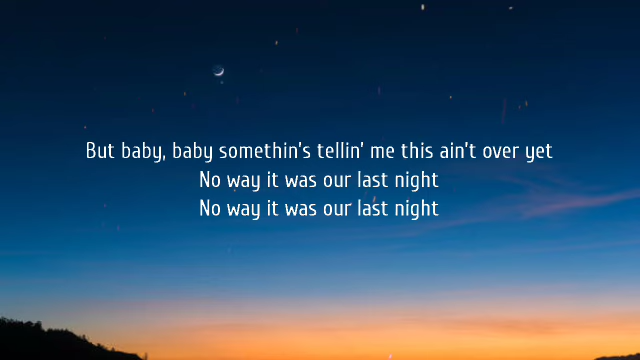 But baby, baby somethin's tellin' me this ain't over yet
No way it was our last night
No way it was our last night